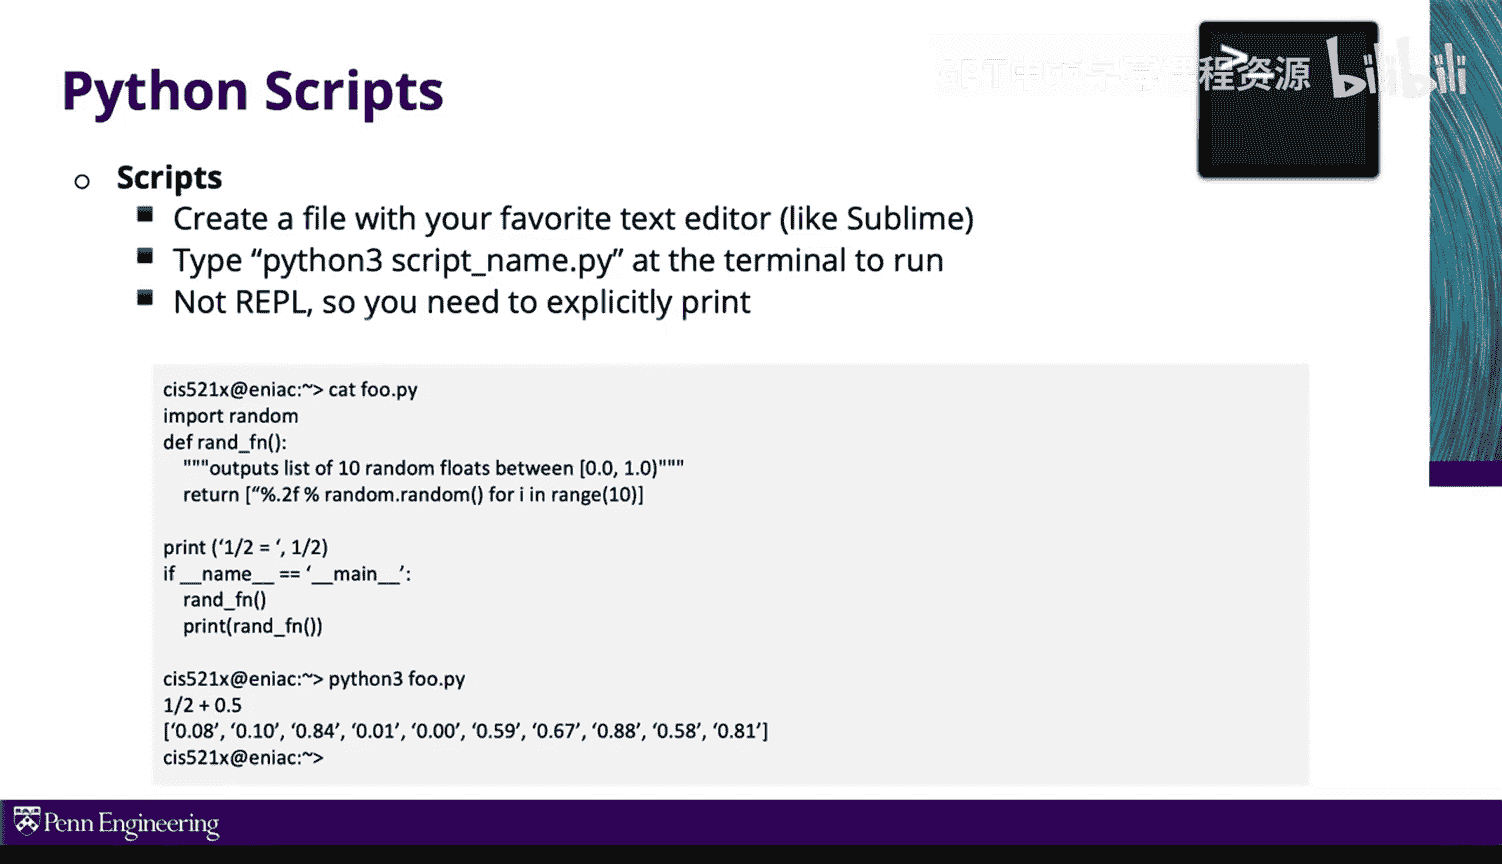 Python Scripts
程资源 bilibili
>_
○ Scripts
■ Create a file with your favorite text editor (like Sublime)
■ Type “python3 script_name.py” at the terminal to run
■ Not REPL, so you need to explicitly print
cis521x@eniac:~> cat foo.py
import random
def rand_fn():
"""outputs list of 10 random floats between [0.0, 1.0)"""
return [“%.2f % random.random() for i in range(10)]
print (‘1/2 = ‘, 1/2)
if __name__ == ‘__main__’:
rand_fn()
print(rand_fn())
cis521x@eniac:~> python3 foo.py
1/2 + 0.5
[‘0.08’, ‘0.10’, ‘0.84’, ‘0.01’, ‘0.00’, ‘0.59’, ‘0.67’, ‘0.88’, ‘0.58’, ‘0.81’]
cis521x@eniac:~>
Penn Engineering